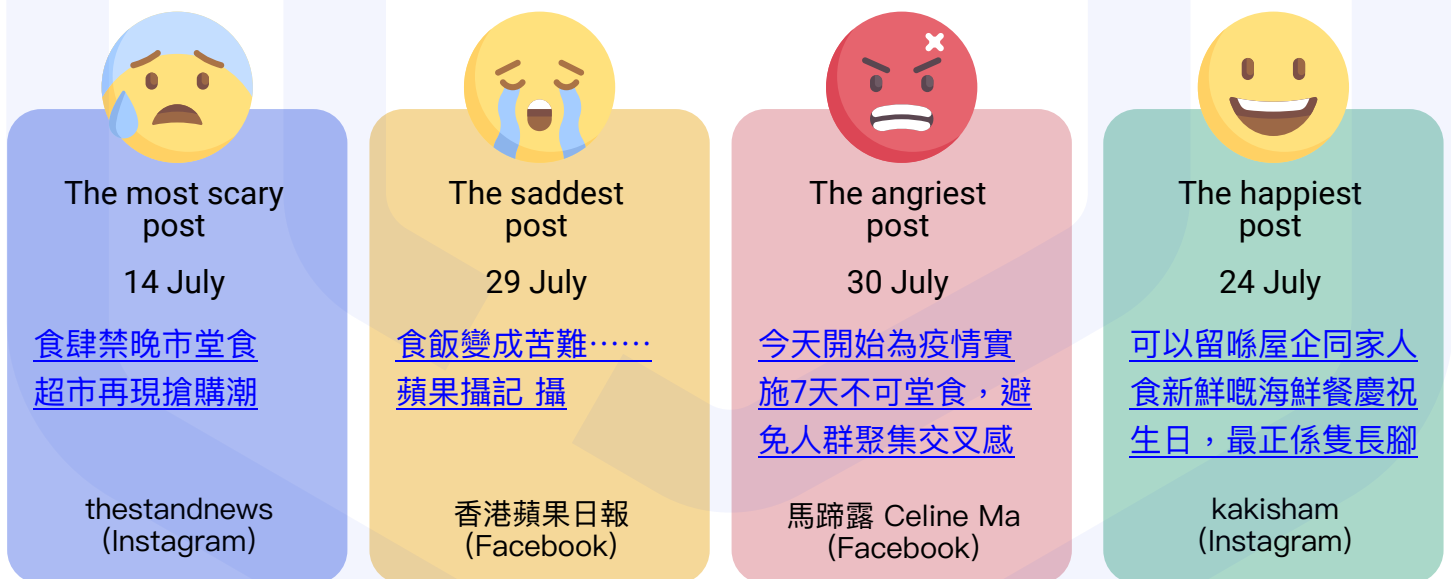 The most scary
post
14 July
食肆禁晚市堂食
超市再現搶購潮
thestandnews
(Instagram)
The saddest
post
29 July
食飯變成苦難⋯⋯
蘋果攝記 攝
香港蘋果日報
(Facebook)
The angriest
post
30 July
今天開始為疫情實
施7天不可堂食，避
免人群聚集交叉感
馬蹄露 Celine Ma
(Facebook)
The happiest
post
24 July
可以留喺屋企同家人
食新鮮嘅海鮮餐慶祝
生日，最正係隻長腳
kakisham
(Instagram)